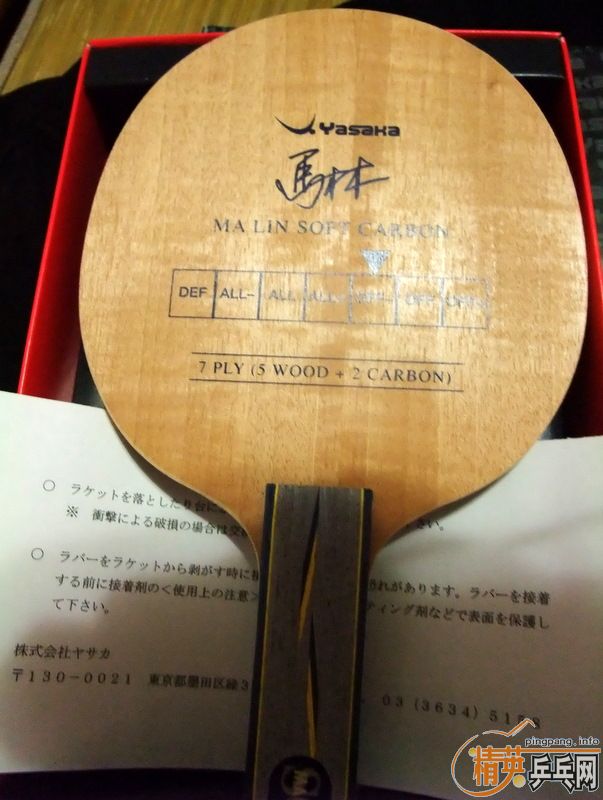 Yasaka
馬林
MA LIN SOFT CARBON
DEF ALL- ALL ALL+ OFF- OFF OFF+
7 PLY (5 WOOD + 2 CARBON)
○ ラケットを落としたり台に
※ 衝撃による破損の場合は交 さい。
○ ラバーをラケットから剥がす時に れがあります。ラバーを接着
する前に接着剤の<使用上の注意> ティング剤などで表面を保護し
て下さい。
株式会社ヤサカ
〒130-0021 東京都墨田区緑3 03 (3634) 51
pingpang.info
精英乒乓网